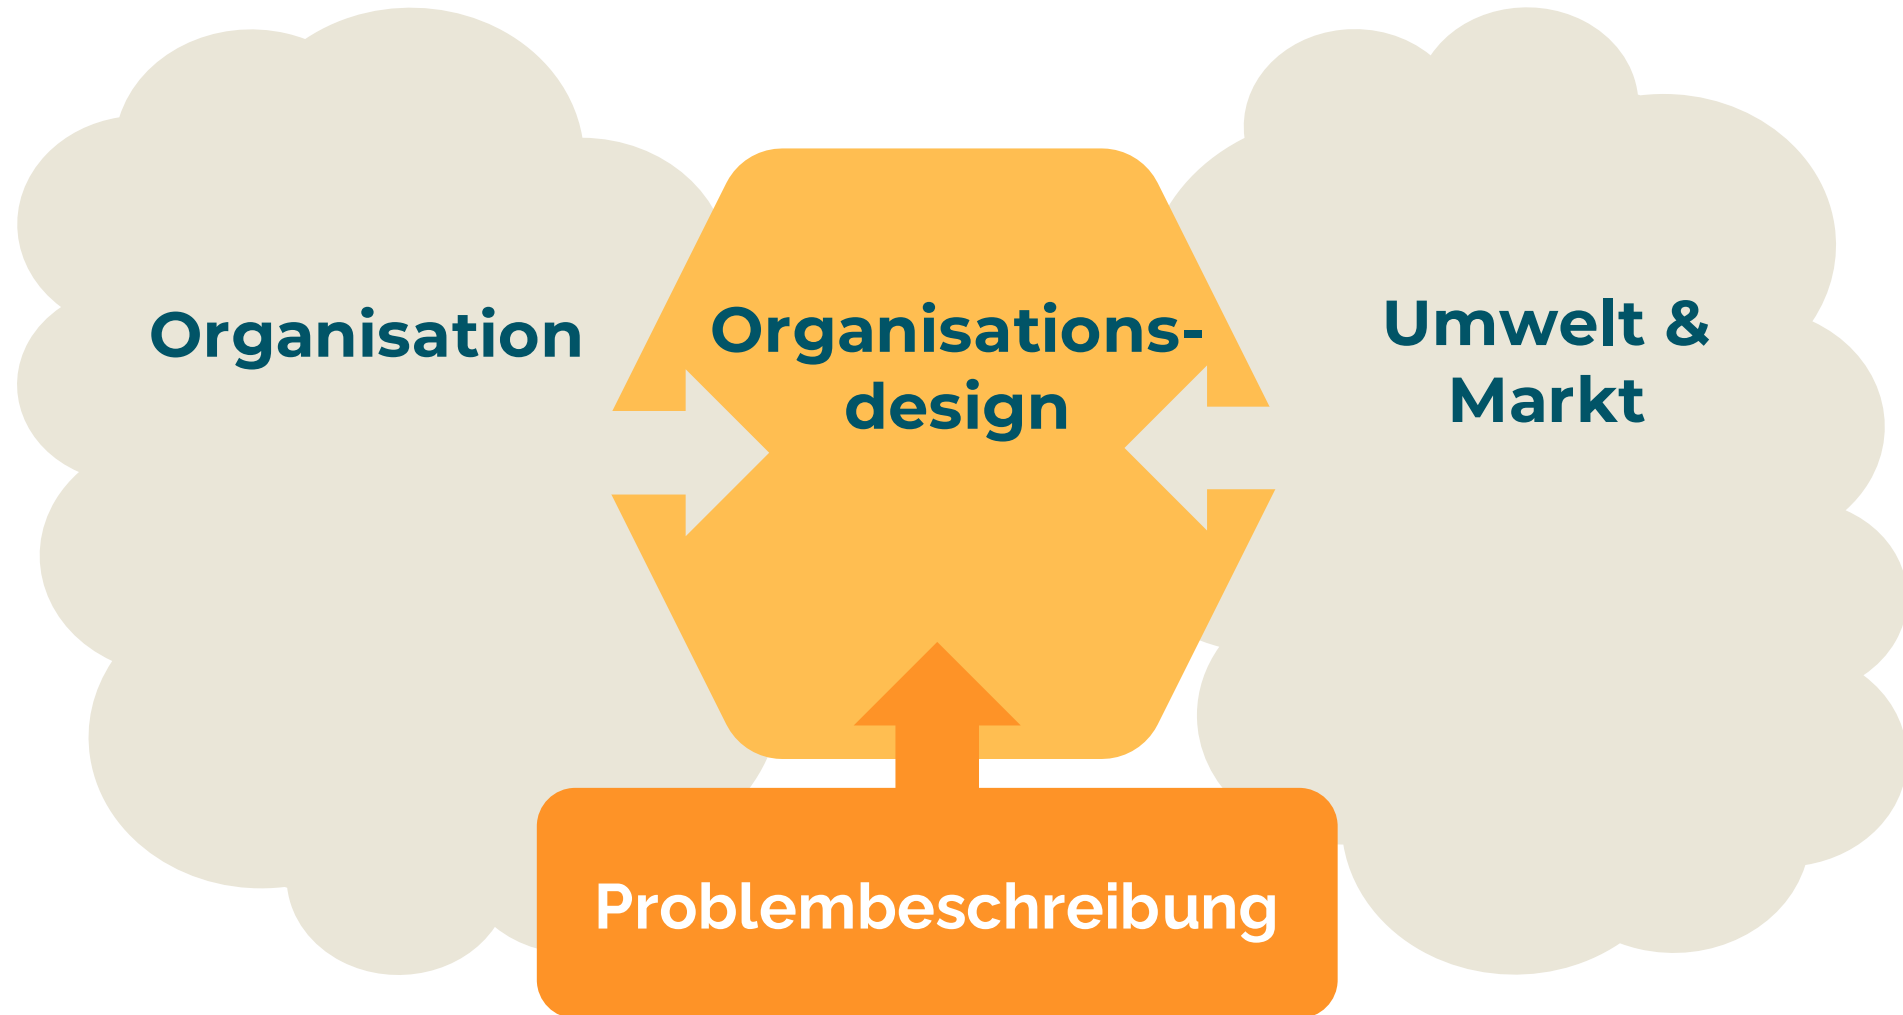 Organisation
Organisations-
design
Umwelt &
Markt
Problembeschreibung